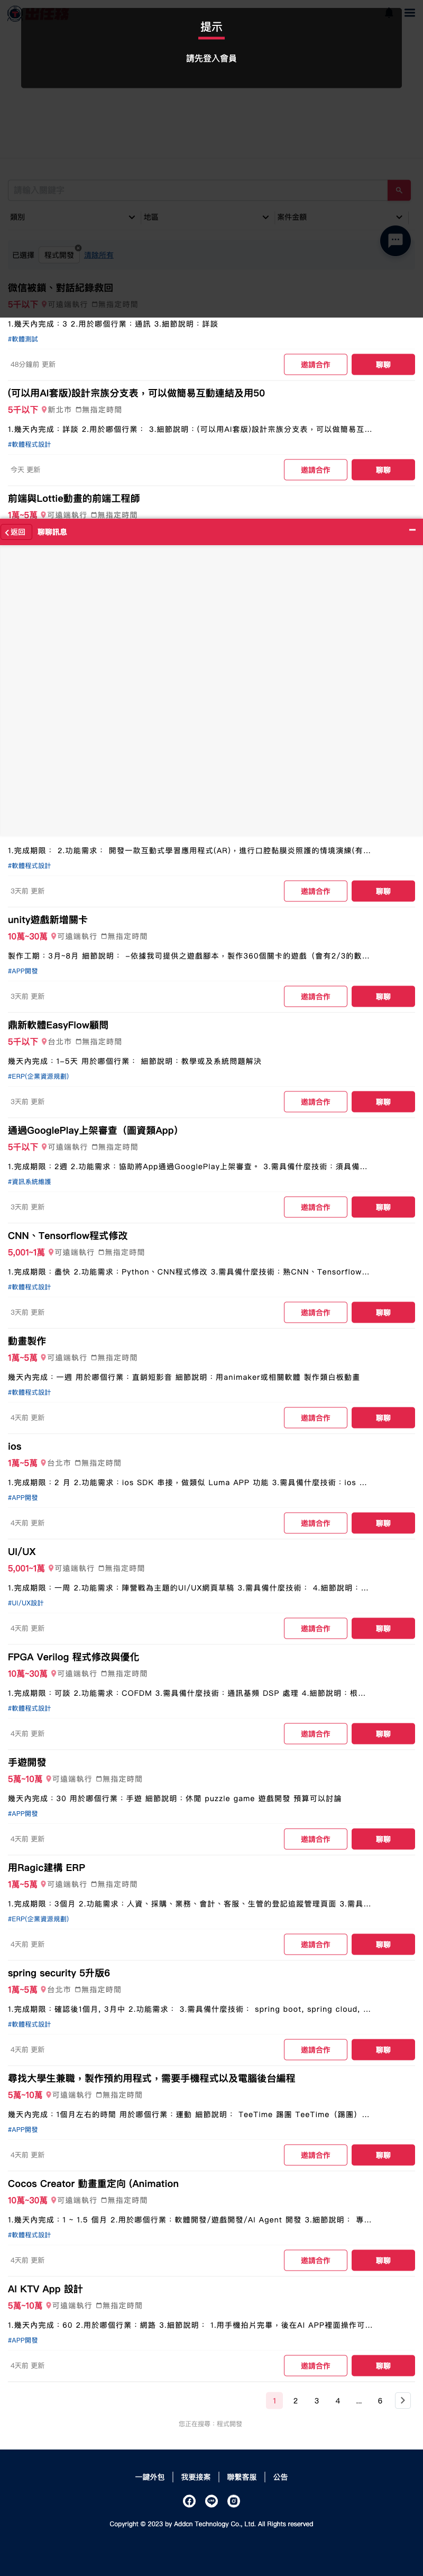 提示
請先登入會員
請輸入關鍵字
類別
地區
案件金額
已選擇
程式開發
清除所有
微信被鎖、對話紀錄救回
5千以下 可遠端執行 無指定時間
1.幾天內完成:3 2.用於哪個行業:通訊 3.細節說明:詳談
#軟體測試
48分鐘前 更新
邀請合作
聊聊
(可以用AI套版)設計宗族分支表,可以做簡易互動連結及用50
5千以下 新北市 無指定時間
1.幾天內完成:詳談 2.用於哪個行業: 3.細節說明:(可以用AI套版)設計宗族分支表,可以做簡易互...
#軟體程式設計
今天 更新
邀請合作
聊聊
前端與Lottie動畫的前端工程師
1萬~5萬 可遠端執行 無指定時間
返回
聊聊訊息
1.完成期限: 2.功能需求: 開發一款互動式學習應用程式(AR),進行口腔黏膜炎照護的情境演練(有...
#軟體程式設計
3天前 更新
邀請合作
聊聊
unity遊戲新增關卡
10萬~30萬 可遠端執行 無指定時間
製作工期:3月~8月 細節說明: -依據我司提供之遊戲腳本,製作360個關卡的遊戲(會有2/3的數...
#APP開發
3天前 更新
邀請合作
聊聊
鼎新軟體EasyFlow顧問
5千以下 台北市 無指定時間
幾天內完成:1-5天 用於哪個行業: 細節說明:教學或及系統問題解決
#ERP(企業資源規劃)
3天前 更新
邀請合作
聊聊
通過GooglePlay上架審查(圖資類App)
5千以下 可遠端執行 無指定時間
1.完成期限:2週 2.功能需求:協助將App通過GooglePlay上架審查。 3.需具備什麼技術:須具備...
#資訊系統維護
3天前 更新
邀請合作
聊聊
CNN、Tensorflow程式修改
5,001~1萬 可遠端執行 無指定時間
1.完成期限:盡快 2.功能需求:Python、CNN程式修改 3.需具備什麼技術:熟CNN、Tensorflow...
#軟體程式設計
3天前 更新
邀請合作
聊聊
動畫製作
1萬~5萬 可遠端執行 無指定時間
幾天內完成:一週 用於哪個行業:直銷短影音 細節說明:用animaker或相關軟體 製作類白板動畫
#軟體程式設計
4天前 更新
邀請合作
聊聊
ios
1萬~5萬 台北市 無指定時間
1.完成期限:2 月 2.功能需求:ios SDK 串接,做類似 Luma APP 功能 3.需具備什麼技術:ios ...
#APP開發
4天前 更新
邀請合作
聊聊
UI/UX
5,001~1萬 可遠端執行 無指定時間
1.完成期限:一周 2.功能需求:陣營戰為主題的UI/UX網頁草稿 3.需具備什麼技術: 4.細節說明:...
#UI/UX設計
4天前 更新
邀請合作
聊聊
FPGA Verilog 程式修改與優化
10萬~30萬 可遠端執行 無指定時間
1.完成期限:可談 2.功能需求:COFDM 3.需具備什麼技術:通訊基頻 DSP 處理 4.細節說明:根...
#軟體程式設計
4天前 更新
邀請合作
聊聊
手遊開發
5萬~10萬 可遠端執行 無指定時間
幾天內完成:30 用於哪個行業:手遊 細節說明:休閒 puzzle game 遊戲開發 預算可以討論
#APP開發
4天前 更新
邀請合作
聊聊
用Ragic建構 ERP
1萬~5萬 可遠端執行 無指定時間
1.完成期限:3個月 2.功能需求:人資、採購、業務、會計、客服、生管的登記追蹤管理頁面 3.需具...
#ERP(企業資源規劃)
4天前 更新
邀請合作
聊聊
spring security 5升版6
1萬~5萬 台北市 無指定時間
1.完成期限:確認後1個月, 3月中 2.功能需求: 3.需具備什麼技術: spring boot, spring cloud, ...
#軟體程式設計
4天前 更新
邀請合作
聊聊
尋找大學生兼職,製作預約用程式,需要手機程式以及電腦後台編程
5萬~10萬 可遠端執行 無指定時間
幾天內完成:1個月左右的時間 用於哪個行業:運動 細節說明: TeeTime 踢團 TeeTime(踢團)...
#APP開發
4天前 更新
邀請合作
聊聊
Cocos Creator 動畫重定向 (Animation
10萬~30萬 可遠端執行 無指定時間
1.幾天內完成:1 ~ 1.5 個月 2.用於哪個行業:軟體開發/遊戲開發/AI Agent 開發 3.細節說明: 專...
#軟體程式設計
4天前 更新
邀請合作
聊聊
AI KTV App 設計
5萬~10萬 可遠端執行 無指定時間
1.幾天內完成:60 2.用於哪個行業:網路 3.細節說明: 1.用手機拍片完畢,後在AI APP裡面操作可...
#APP開發
4天前 更新
邀請合作
聊聊
1 2 3 4 ... 6
您正在搜尋:程式開發
一鍵外包
我要接案
聯繫客服
公告
Copyright © 2023 by Addcn Technology Co., Ltd. All Rights reserved